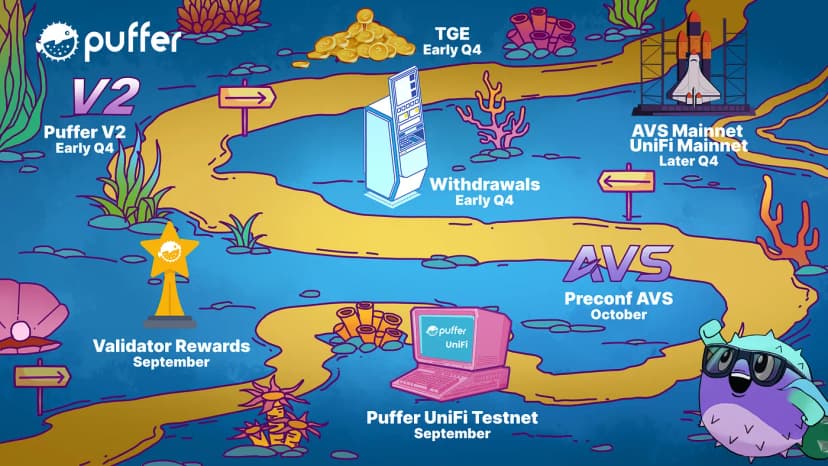 puffer
V2
Puffer V2
Early Q4
TGE
Early Q4
AVS Mainnet
UniFi Mainnet
Later Q4
Withdrawals
Early Q4
AVS
Preconf AVS
October
Validator Rewards
September
puffer
UniFi
Puffer UniFi Testnet
September